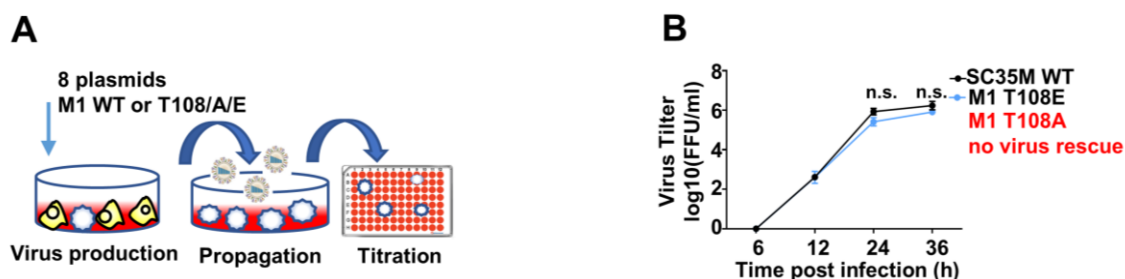 A
8 plasmids
M1 WT or T108/A/E
Virus production
Propagation
Titration
B
Virus Tilter
log10(FFU/ml)
8
6
4
2
0
n.s.
n.s.
SC35M WT
M1 T108E
M1 T108A
no virus rescue
6
12
24
36
Time post infection (h)